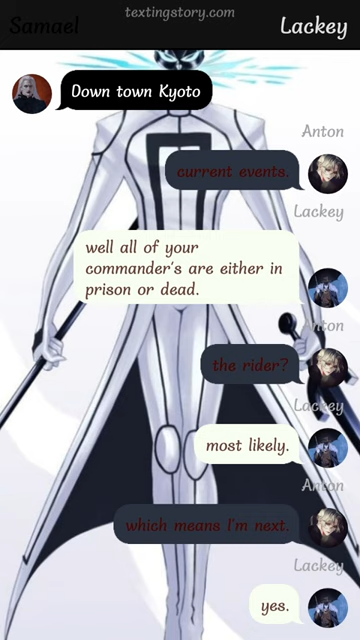 textingstory.com
Samael
Lackey
Down town Kyoto
Anton
current events.
Lackey
well all of your
commander's are either in
prison or dead.
Anton
the rider?
Lackey
most likely.
Anton
which means I'm next.
Lackey
yes.